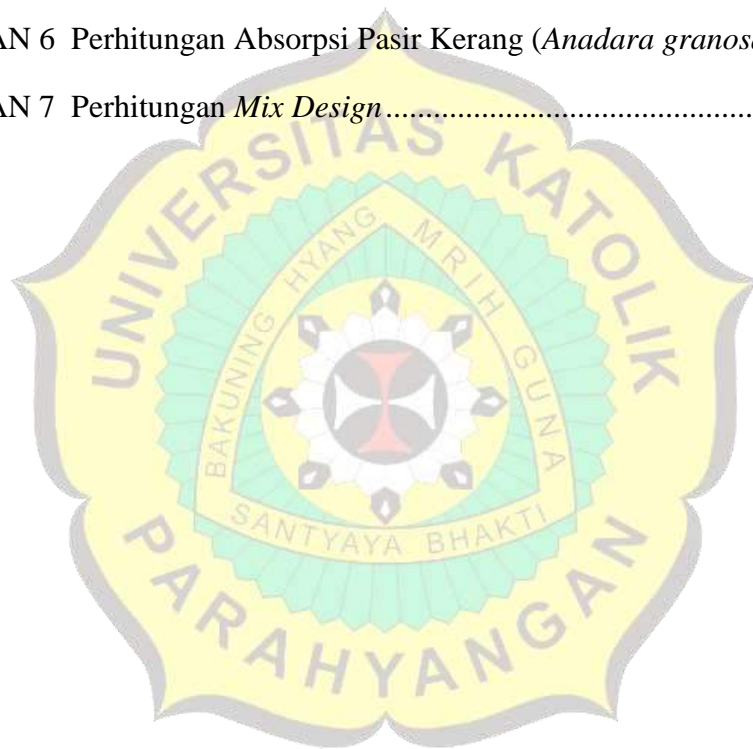 AN 6 Perhitungan Absorpsi Pasir Kerang (Anadara granosa
AN 7 Perhitungan Mix Design..............................................
UNIVERSITAS KATOLIK
BAKUNING HYANG MRIH GUNA
SANTYAYA BHAKTI
PARAHYANGAN